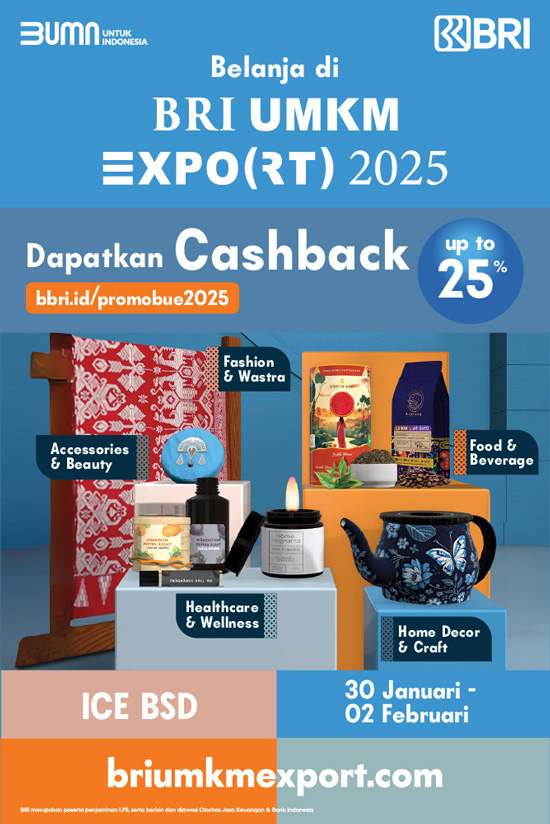 BUMN UNTUK
INDONESIA
BRI
Belanja di
BRI UMKM
EXPO(RT) 2025
Dapatkan Cashback
up to
25%
bbri.id/promobue2025
Fashion
& Wastra
Accessories
& Beauty
Food &
Beverage
Healthcare
& Wellness
Home Decor
& Craft
ICE BSD
30 Januari -
02 Februari
briumkmexport.com
BRI merupakan peserta penjaminan LPS, serta berisin dan diawasi Otoritas Jasa Keuangan & Bank Indonesia